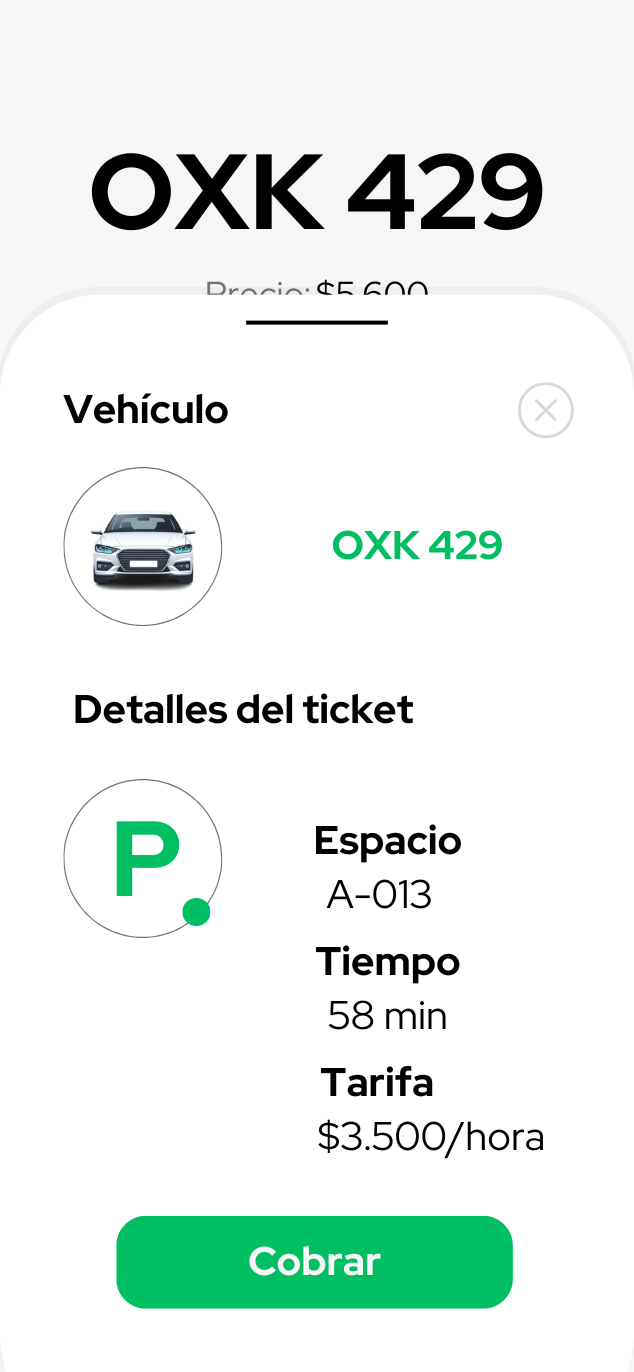 OXK 429
Precio: $5.600
Vehículo
OXK 429
Detalles del ticket
P
Espacio
A-013
Tiempo
58 min
Tarifa
$3.500/hora
Cobrar